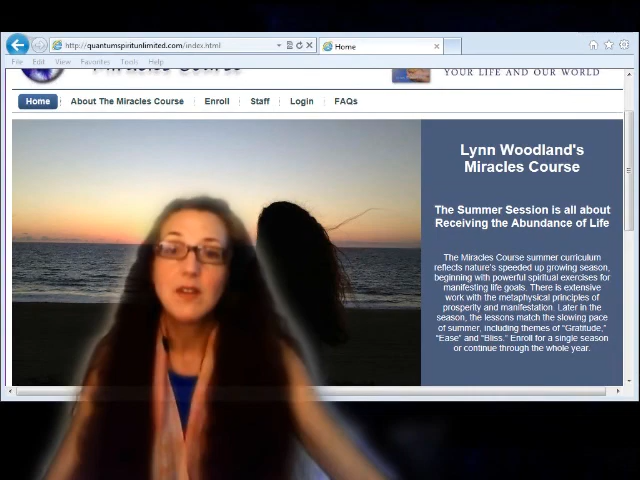 http://quantumspiritunlimited.com/index.html
Home
File Edit View Favorites Tools Help
Miracles Course
YOUR LIFE AND OUR WORLD
Home About The Miracles Course Enroll Staff Login FAQs
Lynn Woodland's
Miracles Course
The Summer Session is all about
Receiving the Abundance of Life
The Miracles Course summer curriculum
reflects nature's speeded up growing season,
beginning with powerful spiritual exercises for
manifesting life goals. There is extensive
work with the metaphysical principles of
prosperity and manifestation. Later in the
season, the lessons match the slowing pace
of summer, including themes of "Gratitude,"
"Ease" and "Bliss." Enroll for a single season
or continue through the whole year.